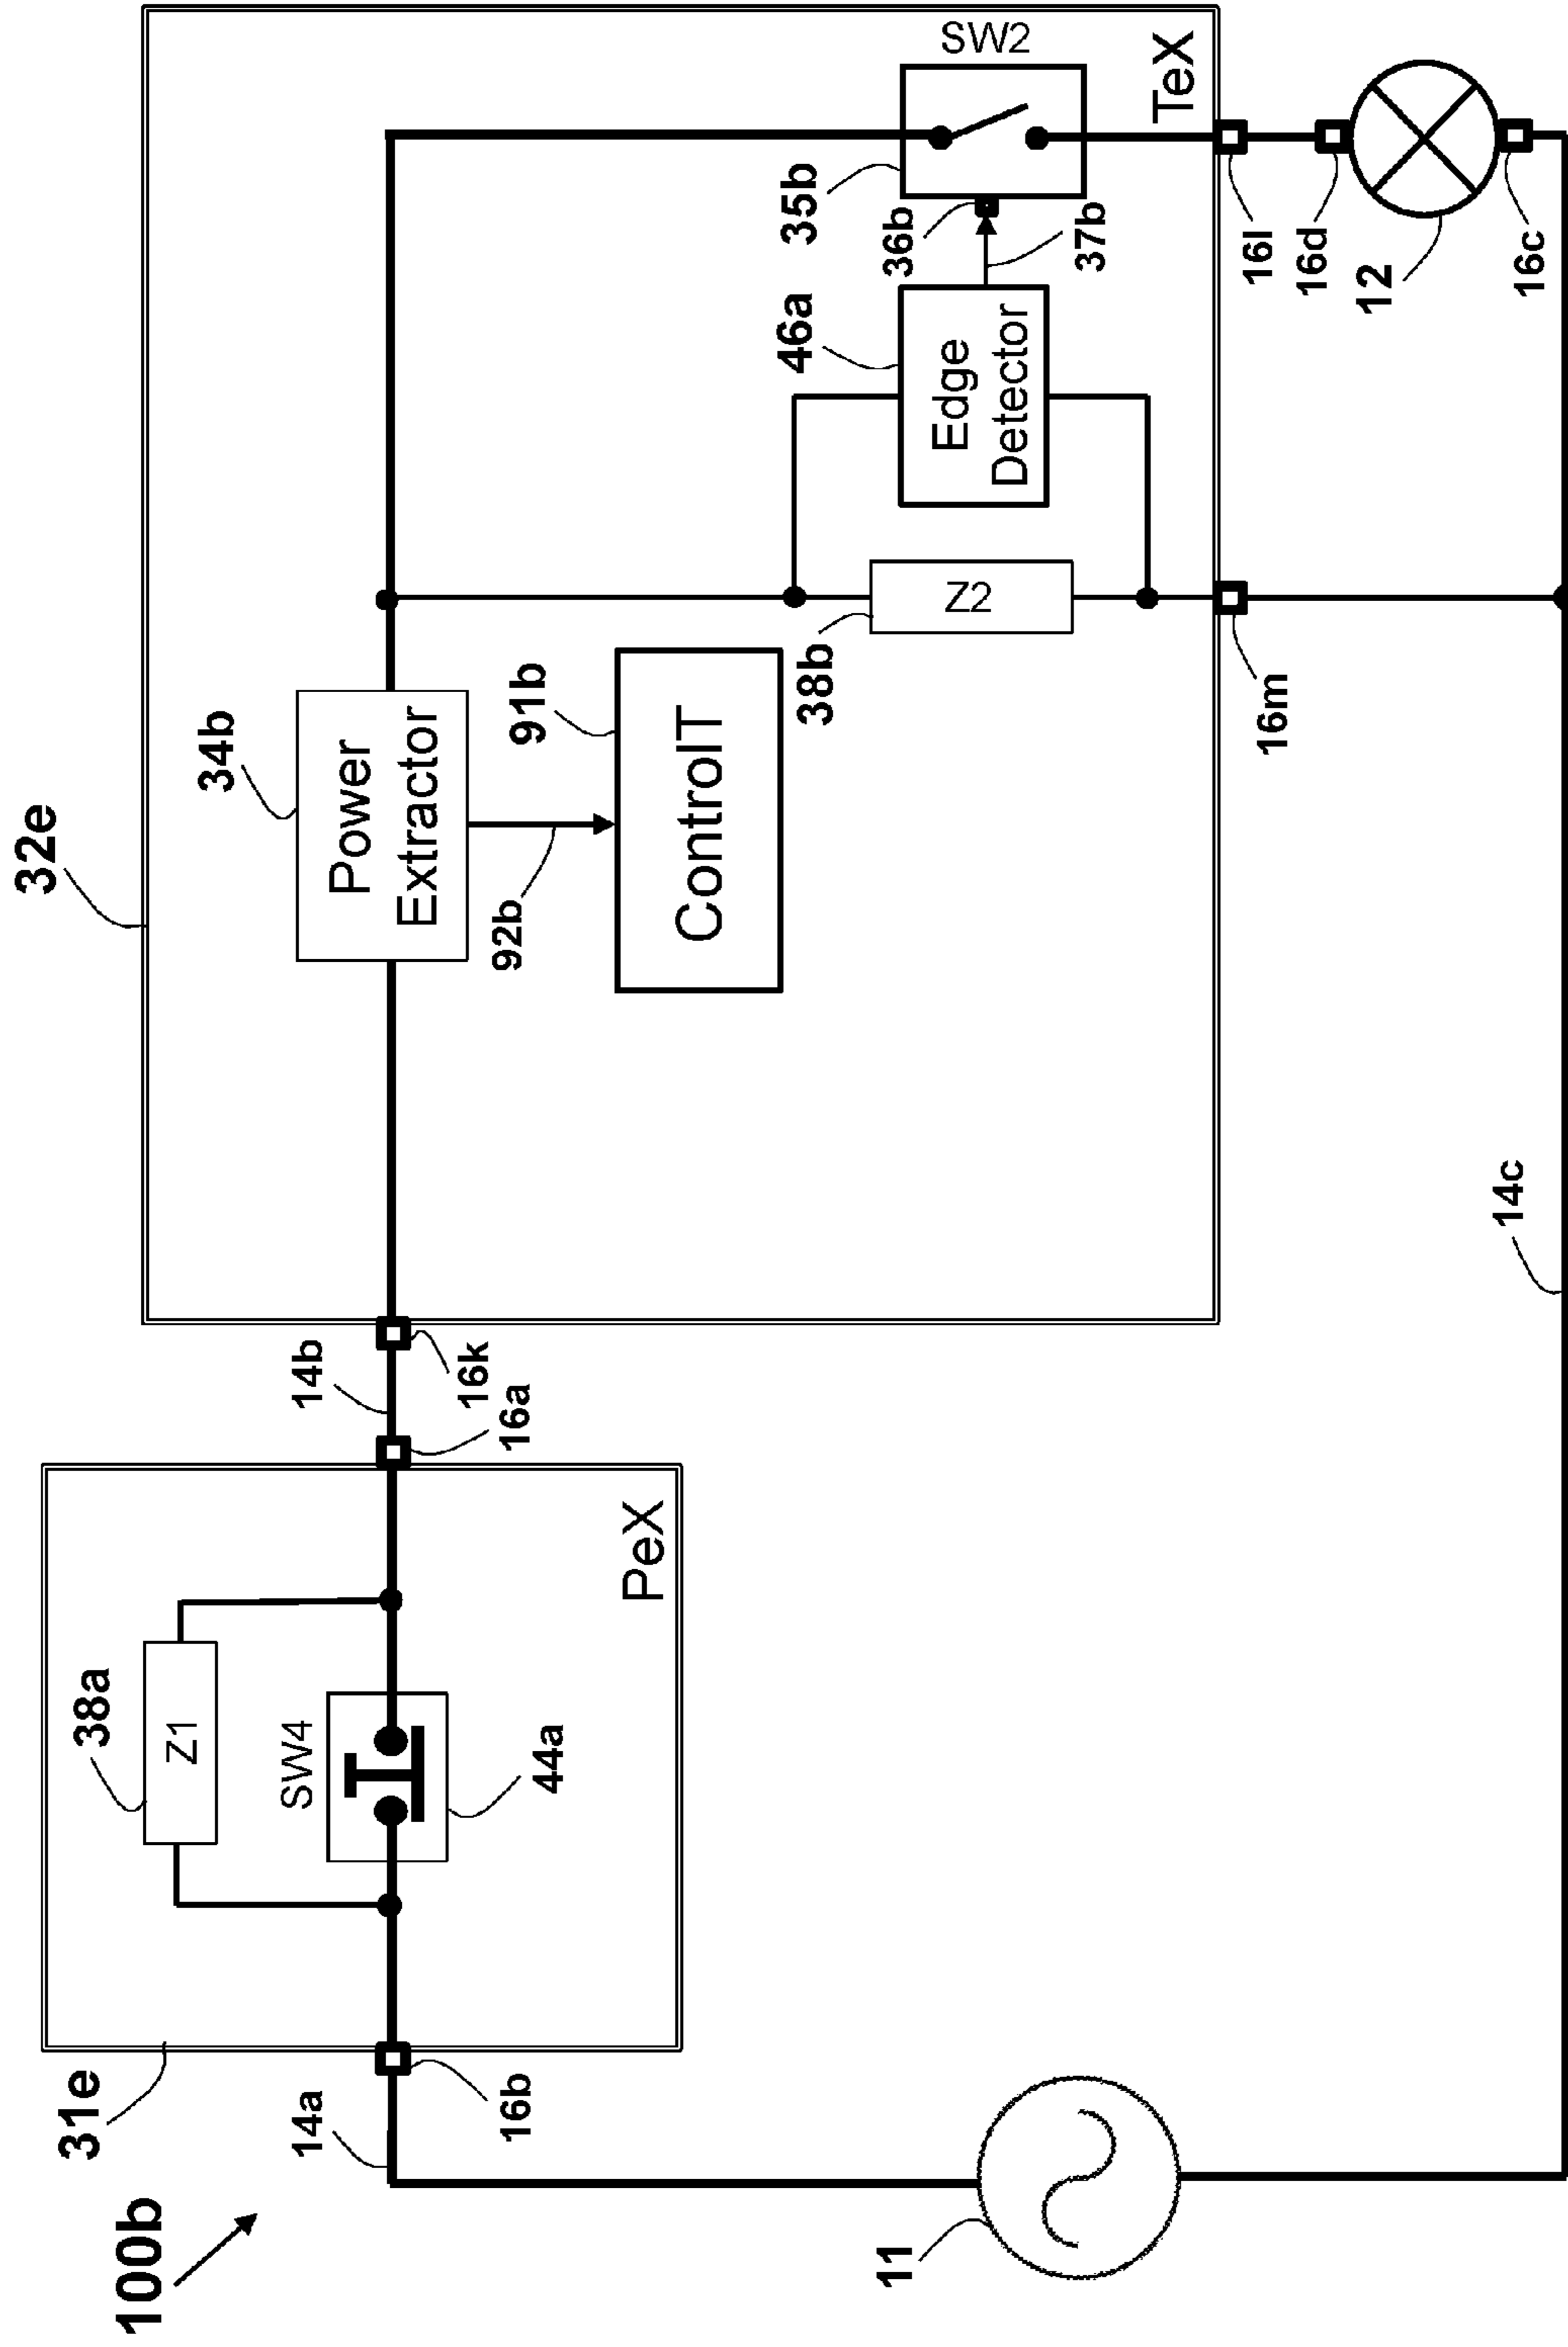 100b
31e
32e
38a
Z1
SW4
44a
PeX
14a
16b
16a
14b
16k
34b
Power
Extractor
92b
91b
ControlT
38b
Z2
46a
Edge
Detector
35b
36b
37b
SW2
TeX
16l
16d
12
16c
16m
11
14c